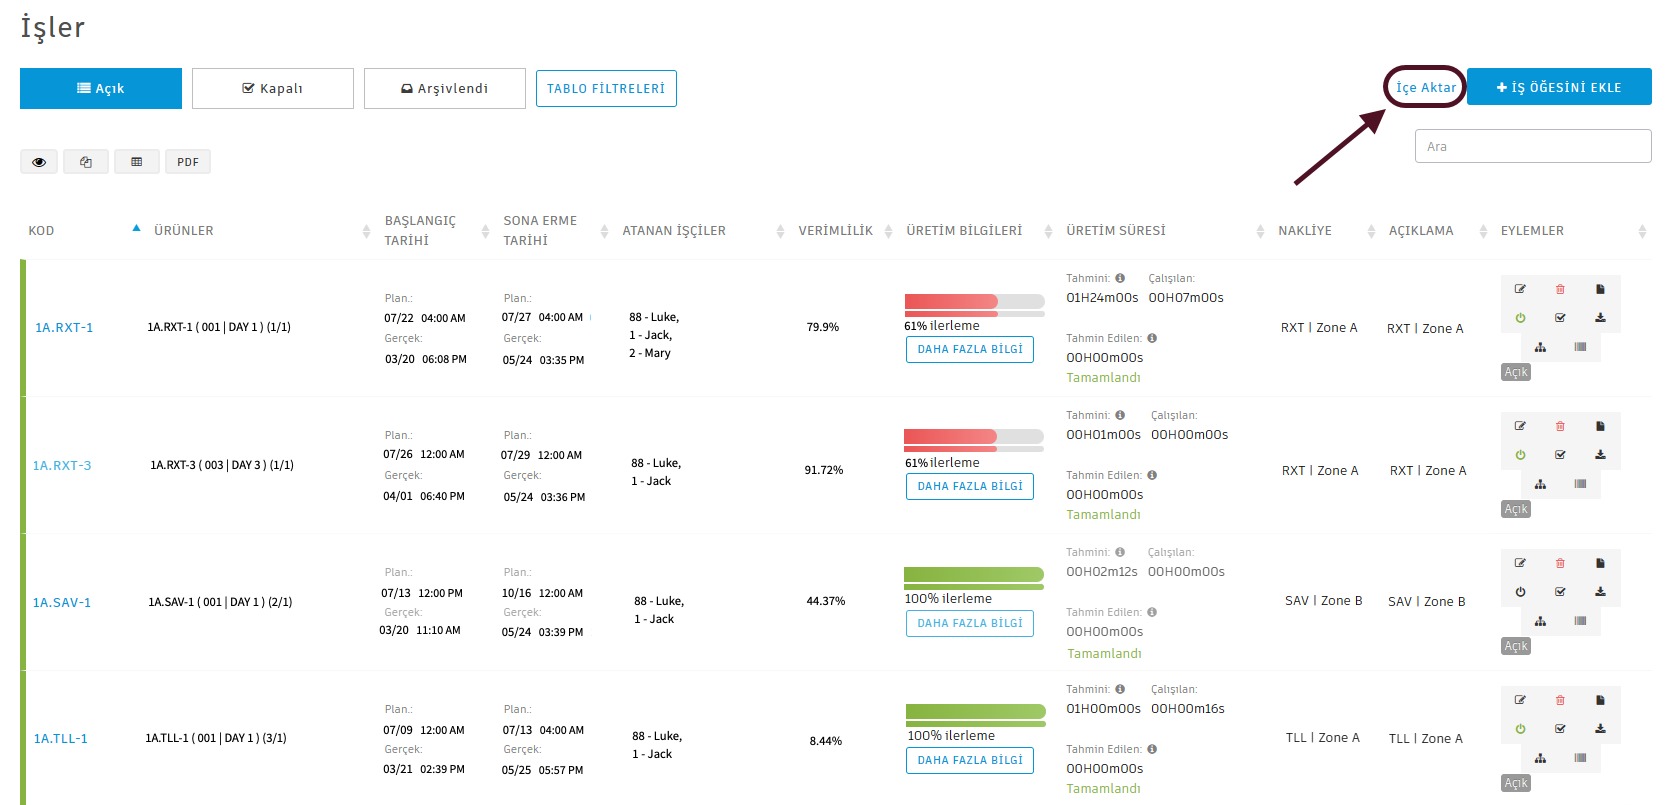 İşler
Açık
Kapalı
Arşivlendi
TABLO FİLTRELERİ
İçe Aktar
İŞ ÖĞESİNİ EKLE
Ara
PDF
KOD
ÜRÜNLER
BAŞLANGIÇ
TARİHİ
SONA ERME
TARİHİ
ATANAN İŞÇİLER
VERİMLİLİK
ÜRETİM BİLGİLERİ
ÜRETİM SÜRESİ
NAKLİYE
AÇIKLAMA
EYLEMLER
1A.RXT-1
1A.RXT-1 ( 001 | DAY 1 ) (1/1)
Plan.:
07/22 04:00 AM
Gerçek:
03/20 06:08 PM
Plan.:
07/27 04:00 AM
Gerçek:
05/24 03:35 PM
88 - Luke,
1 - Jack,
2 - Mary
79.9%
61% ilerleme
DAHA FAZLA BİLGİ
Tahmini: Çalışılan:
01H24m00s 00H07m00s
Tahmin Edilen:
00H00m00s
Tamamlandı
RXT | Zone A
RXT | Zone A
Açık
1A.RXT-3
1A.RXT-3 ( 003 | DAY 3 ) (1/1)
Plan.:
07/26 12:00 AM
Gerçek:
04/01 06:40 PM
Plan.:
07/29 12:00 AM
Gerçek:
05/24 03:36 PM
88 - Luke,
1 - Jack
91.72%
61% ilerleme
DAHA FAZLA BİLGİ
Tahmini: Çalışılan:
00H01m00s 00H00m00s
Tahmin Edilen:
00H00m00s
Tamamlandı
RXT | Zone A
RXT | Zone A
Açık
1A.SAV-1
1A.SAV-1 ( 001 | DAY 1 ) (2/1)
Plan.:
07/13 12:00 PM
Gerçek:
03/20 11:10 AM
Plan.:
10/16 12:00 AM
Gerçek:
05/24 03:39 PM
88 - Luke,
1 - Jack
44.37%
100% ilerleme
DAHA FAZLA BİLGİ
Tahmini: Çalışılan:
00H02m12s 00H00m00s
Tahmin Edilen:
00H00m00s
Tamamlandı
SAV | Zone B
SAV | Zone B
Açık
1A.TLL-1
1A.TLL-1 ( 001 | DAY 1 ) (3/1)
Plan.:
07/09 12:00 AM
Gerçek:
03/21 02:39 PM
Plan.:
07/13 04:00 AM
Gerçek:
05/25 05:57 PM
88 - Luke,
1 - Jack
8.44%
100% ilerleme
DAHA FAZLA BİLGİ
Tahmini: Çalışılan:
01H00m00s 00H00m16s
Tahmin Edilen:
00H00m00s
Tamamlandı
TLL | Zone A
TLL | Zone A
Açık